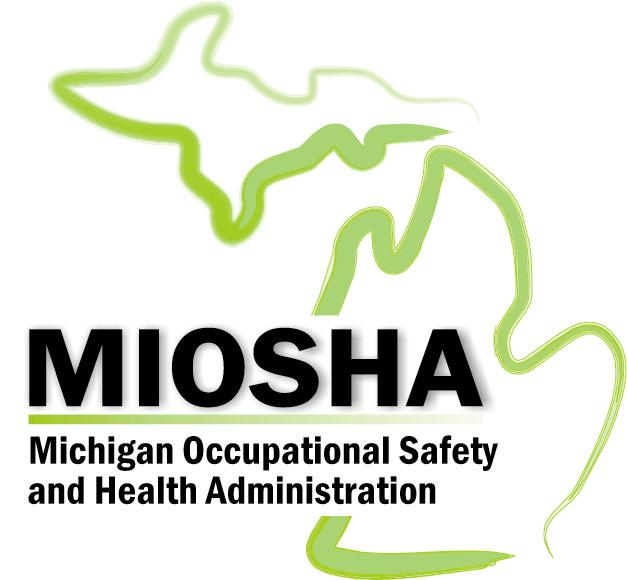 MIOSHA
Michigan Occupational Safety
and Health Administration